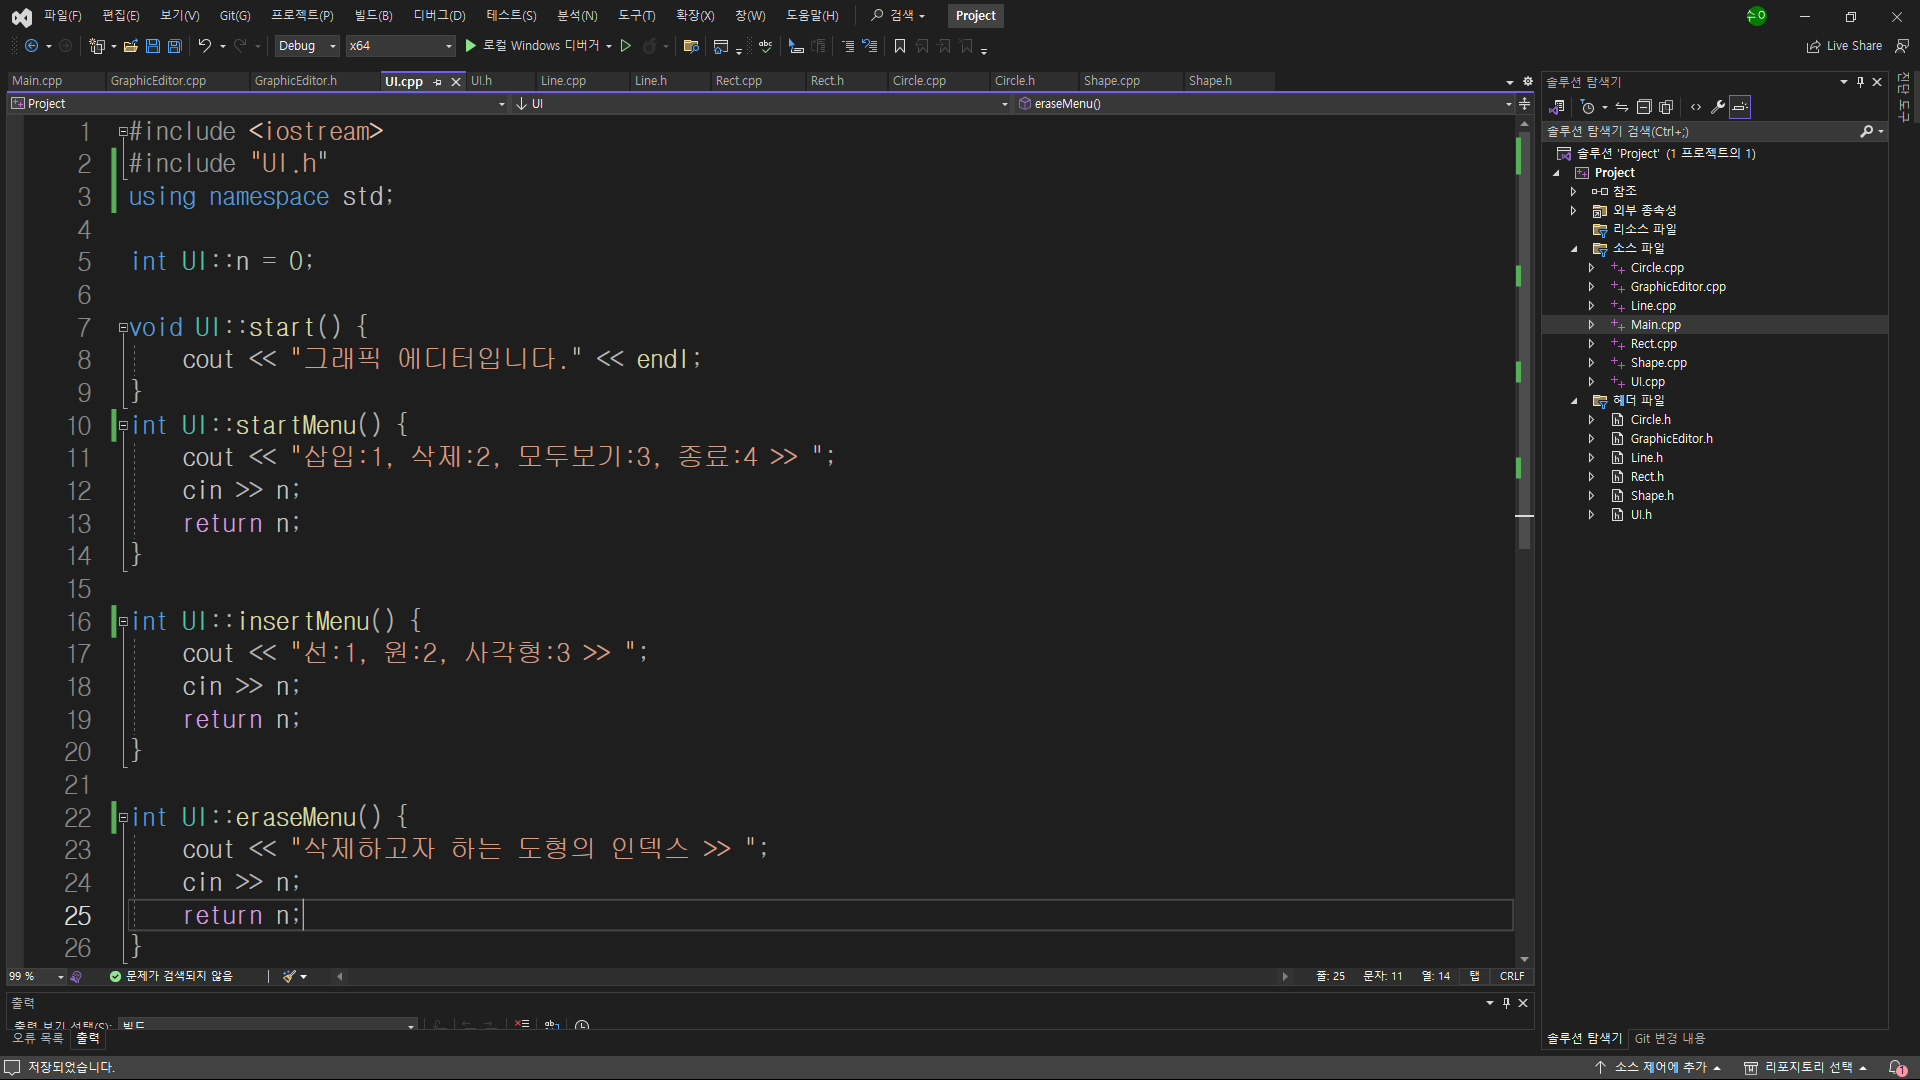 파일(F) 편집(E) 보기(V) Git(G) 프로젝트(P) 빌드(B) 디버그(D) 테스트(S) 분석(N) 도구(T) 확장(X) 창(W) 도움말(H) 검색 Project 수O
Debug x64 로컬 Windows 디버거 Live Share
Main.cpp GraphicEditor.cpp GraphicEditor.h UI.cpp UI.h Line.cpp Line.h Rect.cpp Rect.h Circle.cpp Circle.h Shape.cpp Shape.h
Project UI eraseMenu()
1 #include <iostream>
2 #include "UI.h"
3 using namespace std;
4
5 int UI::n = 0;
6
7 void UI::start() {
8 cout << "그래픽 에디터입니다." << endl;
9 }
10 int UI::startMenu() {
11 cout << "삽입:1, 삭제:2, 모두보기:3, 종료:4 >> ";
12 cin >> n;
13 return n;
14 }
15
16 int UI::insertMenu() {
17 cout << "선:1, 원:2, 사각형:3 >> ";
18 cin >> n;
19 return n;
20 }
21
22 int UI::eraseMenu() {
23 cout << "삭제하고자 하는 도형의 인덱스 >> ";
24 cin >> n;
25 return n;
26 }
99 % 문제가 검색되지 않음 줄: 25 문자: 11 열: 14 탭 CRLF
출력
출력 보기 선택(S): 빌드
오류 목록 출력
솔루션 탐색기
솔루션 탐색기 검색(Ctrl+;)
솔루션 'Project' (1 프로젝트의 1)
Project
참조
외부 종속성
리소스 파일
소스 파일
Circle.cpp
GraphicEditor.cpp
Line.cpp
Main.cpp
Rect.cpp
Shape.cpp
UI.cpp
헤더 파일
Circle.h
GraphicEditor.h
Line.h
Rect.h
Shape.h
UI.h
솔루션 탐색기 Git 변경 내용
진단 도구
저장되었습니다. 소스 제어에 추가 리포지토리 선택 1